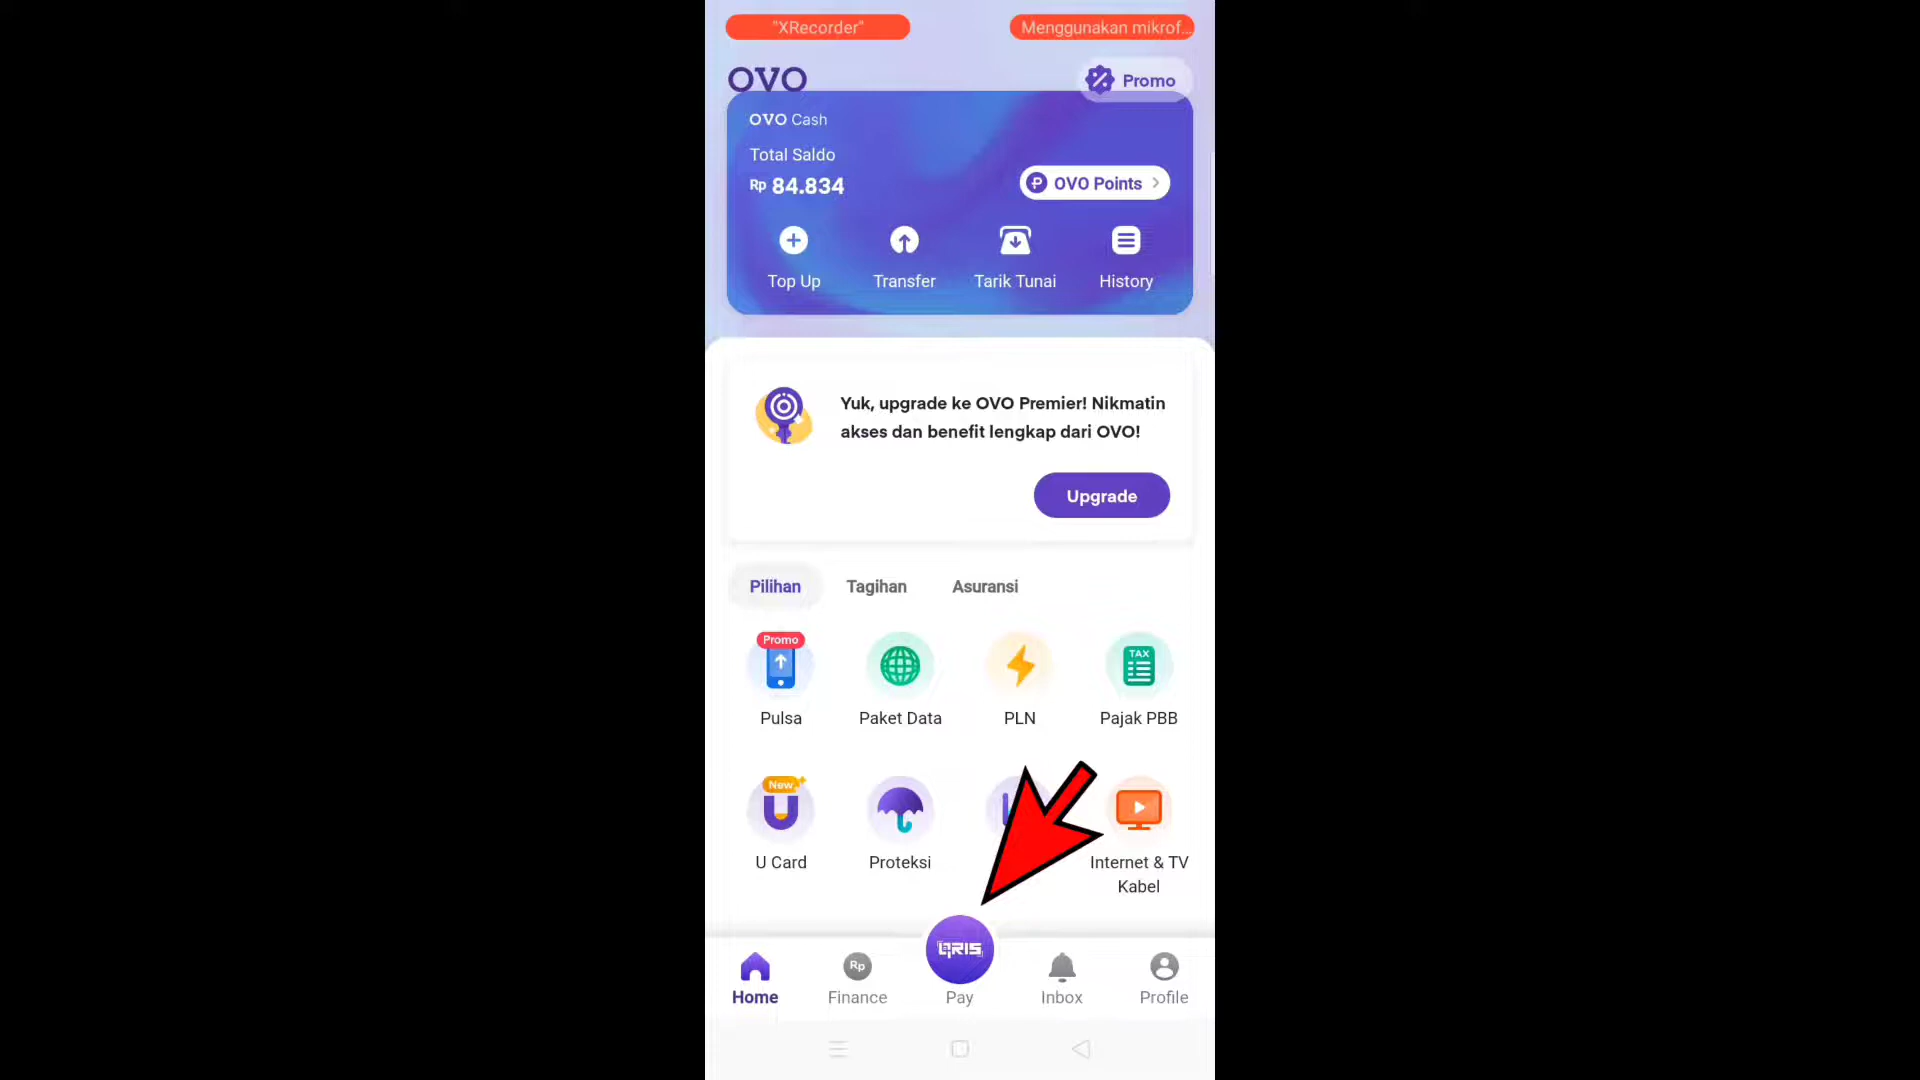 "XRecorder"
Menggunakan mikrof...
OVO
Promo
OVO Cash
Total Saldo
Rp 84.834
OVO Points
Top Up
Transfer
Tarik Tunai
History
Yuk, upgrade ke OVO Premier! Nikmatin
akses dan benefit lengkap dari OVO!
Upgrade
Pilihan
Tagihan
Asuransi
Promo
TAX
Pulsa
Paket Data
PLN
Pajak PBB
New
U Card
Proteksi
Internet & TV
Kabel
QRIS
Rp
Home
Finance
Pay
Inbox
Profile